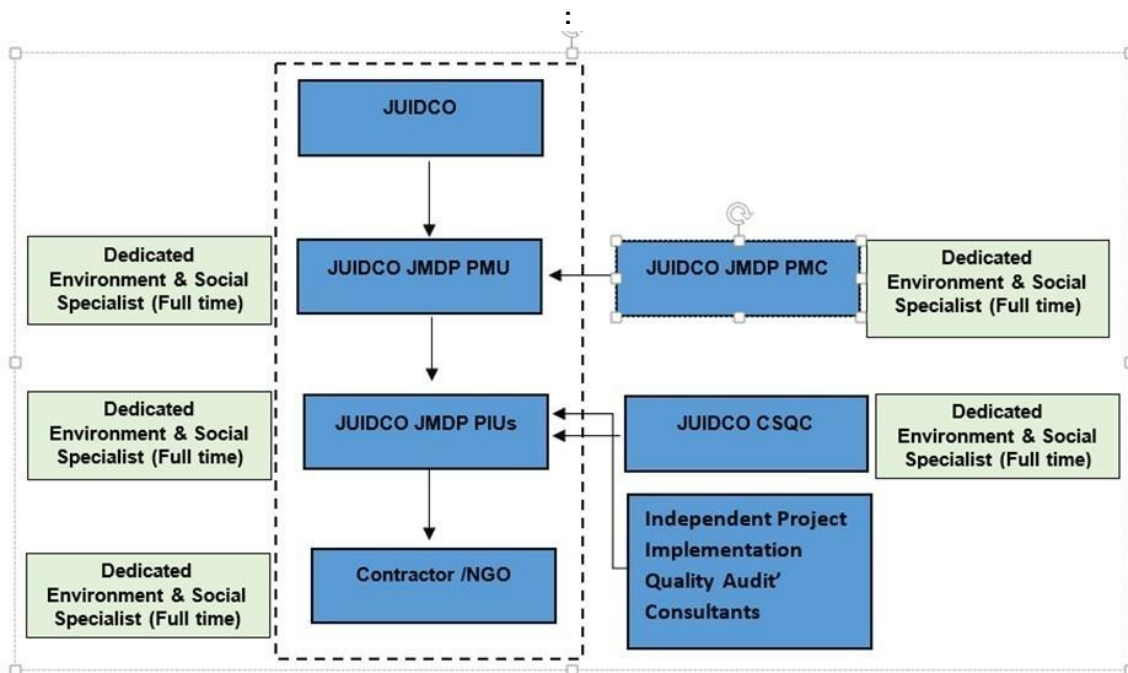 :
JUIDCO
Dedicated
Environment & Social
Specialist (Full time)
JUIDCO JMDP PMU
JUIDCO JMDP PMC
Dedicated
Environment & Social
Specialist (Full time)
Dedicated
Environment & Social
Specialist (Full time)
JUIDCO JMDP PIUs
JUIDCO CSQC
Dedicated
Environment & Social
Specialist (Full time)
Independent Project
Implementation
Quality Audit’
Consultants
Dedicated
Environment & Social
Specialist (Full time)
Contractor /NGO